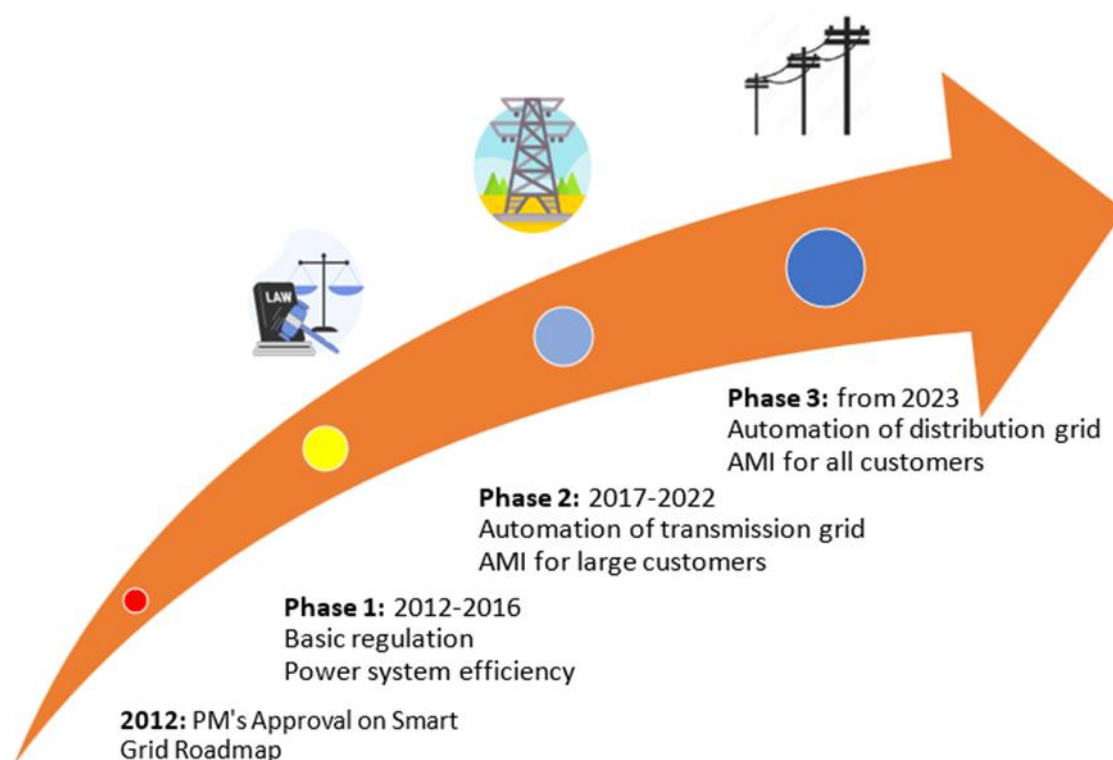 LAW
Phase 3: from 2023
Automation of distribution grid
AMI for all customers
Phase 2: 2017-2022
Automation of transmission grid
AMI for large customers
Phase 1: 2012-2016
Basic regulation
Power system efficiency
2012: PM's Approval on Smart
Grid Roadmap